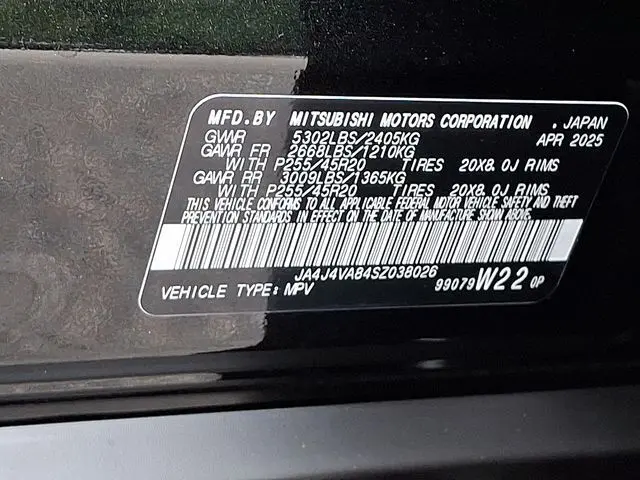 MFD.BY MITSUBISHI MOTORS CORPORATION . JAPAN
GVWR 5302LBS/2405KG APR 2025
GAWR FR 2668LBS/1210KG
WITH P255/45R20 TIRES 20X8.0J RIMS
GAWR RR 3009LBS/1365KG
WITH P255/45R20 TIRES 20X8.0J RIMS
THIS VEHICLE CONFORMS TO ALL APPLICABLE FEDERAL MOTOR VEHICLE SAFETY AND THEFT
PREVENTION STANDARDS IN EFFECT ON THE DATE OF MANUFACTURE SHOWN ABOVE.
JA4J4VA84SZ038026
VEHICLE TYPE:MPV 99079W22 0P